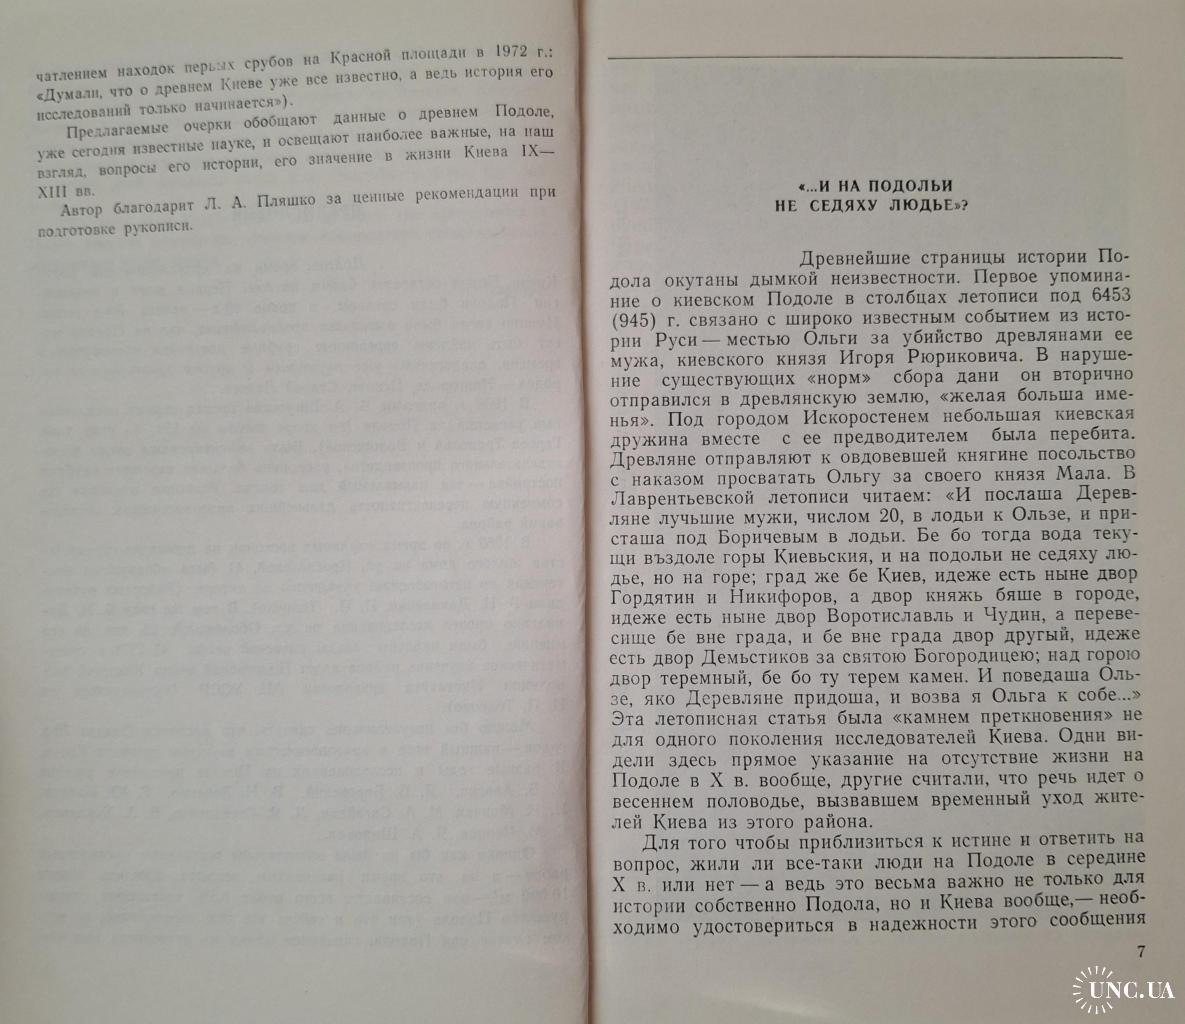 чатлением находок первых срубов на Красной площади в 1972 г.:
«Думали, что о древнем Киеве уже все известно, а ведь история его
исследований только начинается»).
Предлагаемые очерки обобщают данные о древнем Подоле,
уже сегодня известные науке, и освещают наиболее важные, на наш
взгляд, вопросы его истории, его значение в жизни Киева IX—
XIII вв.
Автор благодарит Л. А. Пляшко за ценные рекомендации при
подготовке рукописи.
«...И НА ПОДОЛЬИ
НЕ СЕДЯХУ ЛЮДЬЕ»?
Древнейшие страницы истории По-
дола окутаны дымкой неизвестности. Первое упомина-
ние о киевском Подоле в столбцах летописи под 6453
(945) г. связано с широко известным событием из исто-
рии Руси — местью Ольги за убийство древлянами ее
мужа, киевского князя Игоря Рюриковича. В наруше-
ние существующих «норм» сбора дани он вторично
отправился в древлянскую землю, «желая больша име-
нья». Под городом Искоростенем небольшая киевская
дружина вместе с ее предводителем была перебита.
Древляне отправляют к овдовевшей княгине посольство
с наказом просватать Ольгу за своего князя Мала. В
Лаврентьевской летописи читаем: «И послаша Дерев-
ляне лучьшие мужи, числом 20, в лодьи к Ользе, и при-
сташа под Боричевым в лодьи. Бе бо тогда вода теку-
щи въздоле горы Киевьския, и на подольи не седяху лю-
дье, но на горе; град же бе Киев, идеже есть ныне двор
Гордятин и Никифоров, а двор княжь бяше в городе,
идеже есть ныне двор Воротиславль и Чудин, а переве-
сище бе вне града, и бе вне града двор другый, идеже
есть двор Демьстиков за святою Богородицею; над горою
двор теремный, бе бо ту терем камен. И поведаша Оль-
зе, яко Деревляне придоша, и возва я Ольга к собе...»
Эта летописная статья была «камнем преткновения» не
для одного поколения исследователей Киева. Одни ви-
дели здесь прямое указание на отсутствие жизни на
Подоле в X в. вообще, другие считали, что речь идет о
весеннем половодье, вызвавшем временный уход жите-
лей Киева из этого района.
Для того чтобы приблизиться к истине и ответить на
вопрос, жили ли все-таки люди на Подоле в середине
X в. или нет — а ведь это весьма важно не только для
истории собственно Подола, но и Киева вообще,— необ-
ходимо удостовериться в надежности этого сообщения
7
UNC.UA